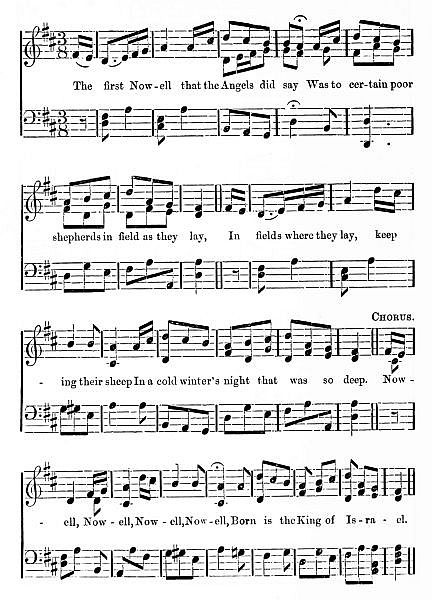 The first Now-ell that the Angels did say Was to cer-tain poor
shepherds in field as they lay, In fields where they lay, keep
CHORUS.
-ing their sheep In a cold winter's night that was so deep. Now-
-ell, Now-ell, Now-ell, Now-ell, Born is the King of Is-ra-el.